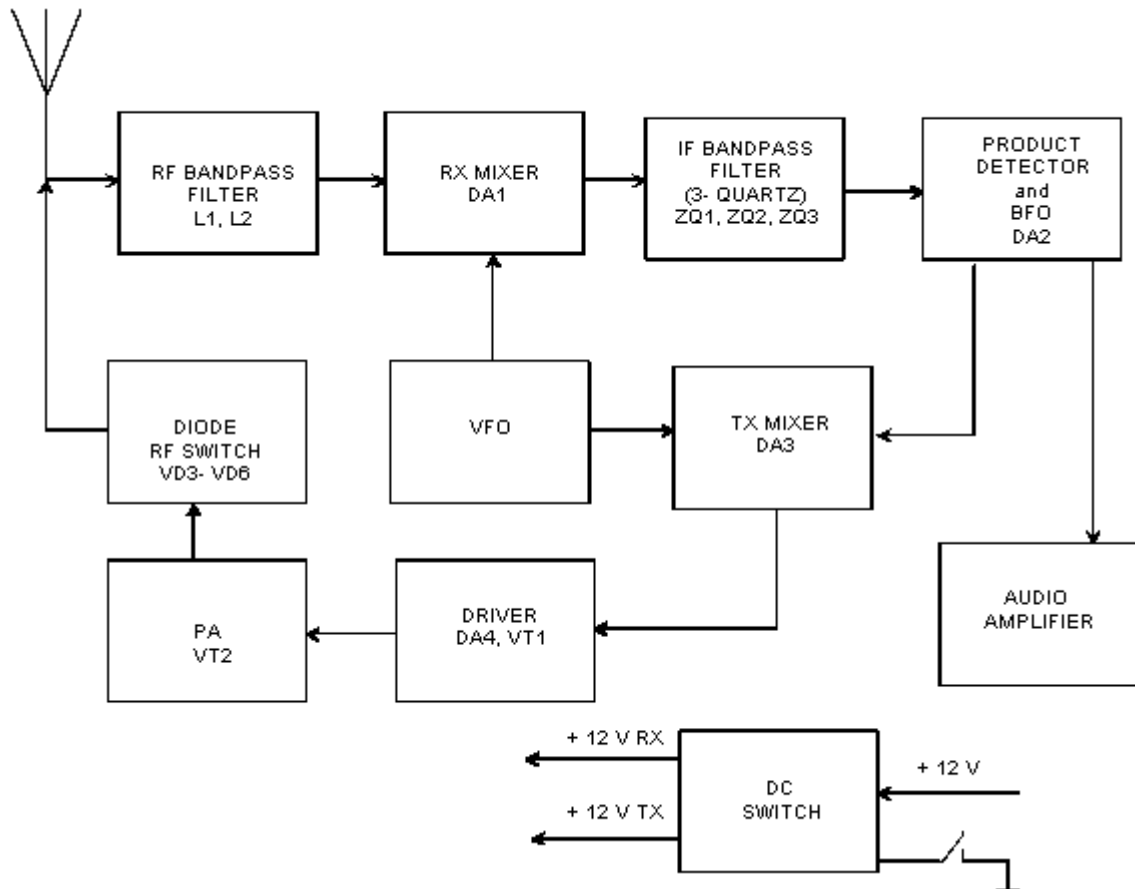 RF BANDPASS
FILTER
L1, L2
RX MIXER
DA1
IF BANDPASS
FILTER
(3- QUARTZ)
ZQ1, ZQ2, ZQ3
PRODUCT
DETECTOR
and
BFO
DA2
DIODE
RF SWITCH
VD3- VD6
VFO
TX MIXER
DA3
PA
VT2
DRIVER
DA4, VT1
AUDIO
AMPLIFIER
+ 12 V RX
+ 12 V TX
DC
SWITCH
+ 12 V